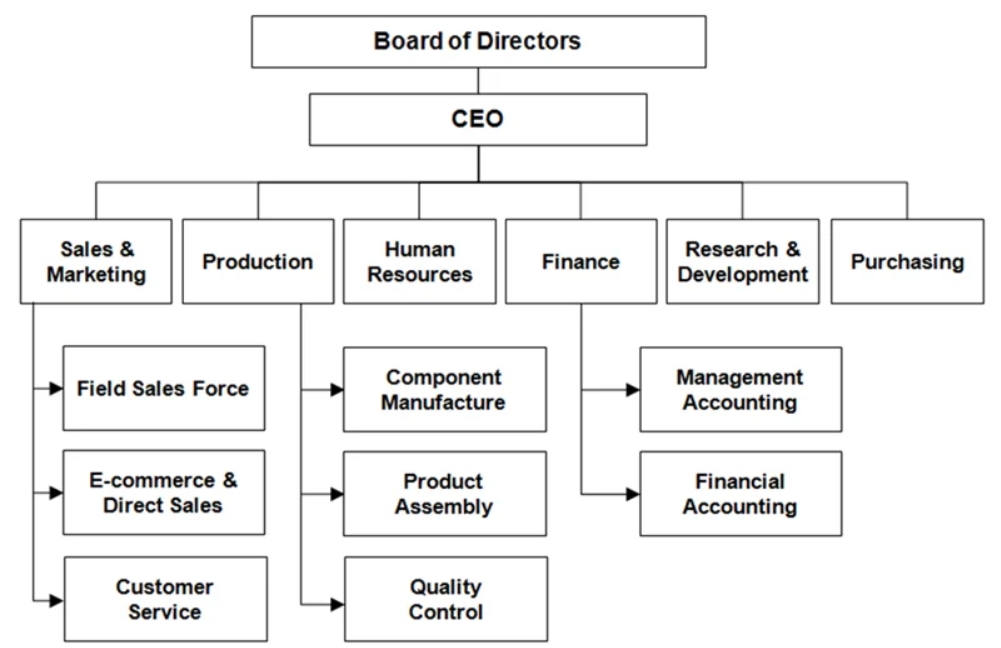 Board of Directors
CEO
Sales &
Marketing
Production
Human
Resources
Finance
Research &
Development
Purchasing
Field Sales Force
E-commerce &
Direct Sales
Customer
Service
Component
Manufacture
Product
Assembly
Quality
Control
Management
Accounting
Financial
Accounting